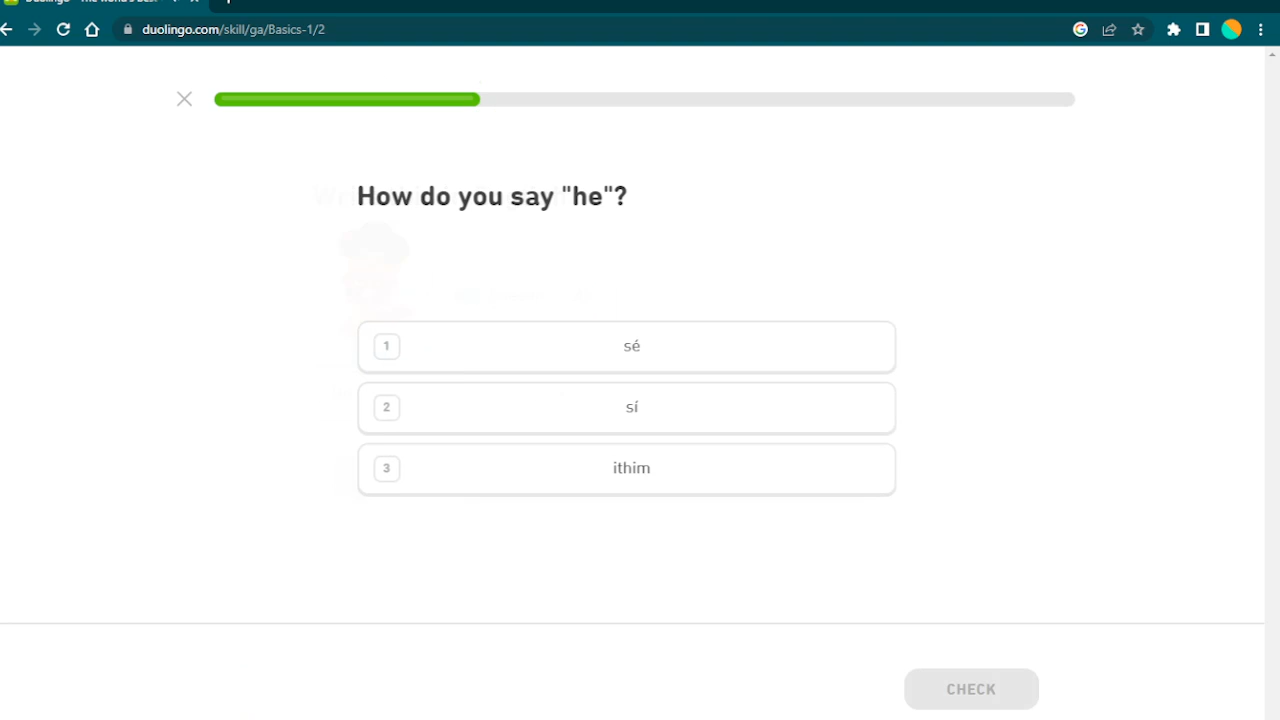 duolingo.com/skill/ga/Basics-1/2
How do you say "he"?
1 sé
2 sí
3 ithim
CHECK